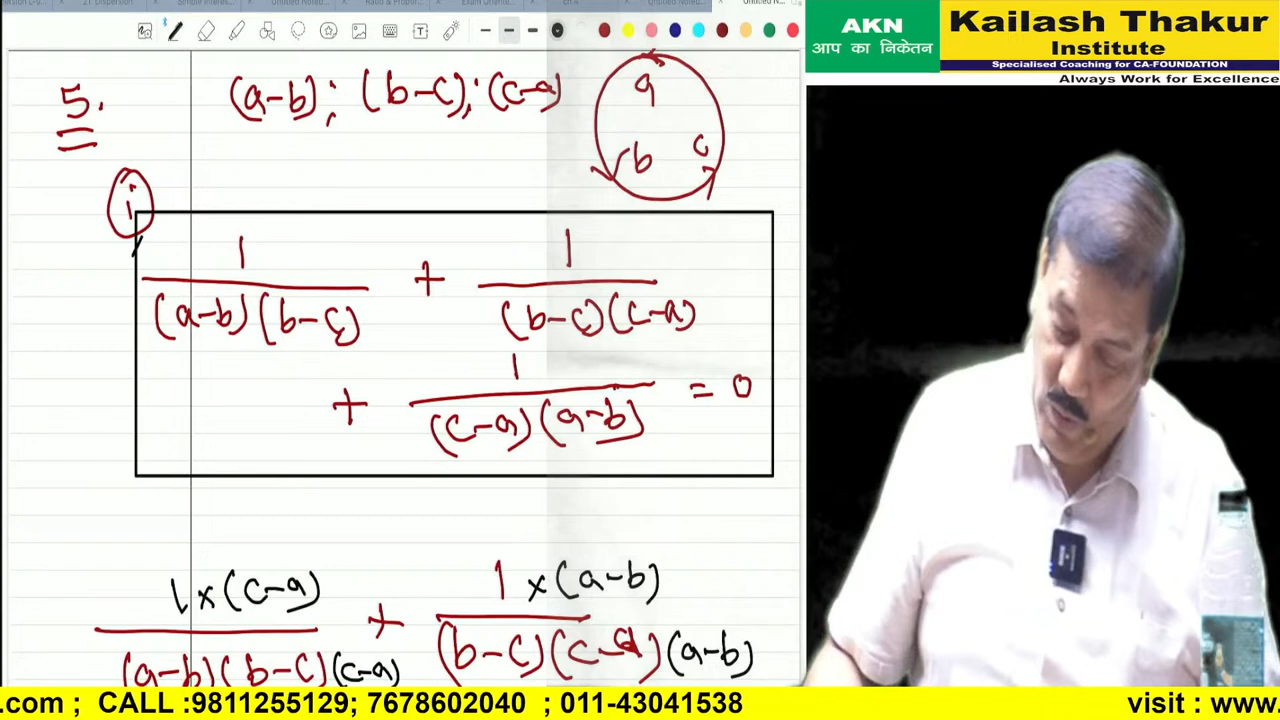 AKN
आप का निकेतन
Kailash Thakur
Institute
Specialised Coaching for CA-FOUNDATION
Always Work for Excellence
5.
(a-b); (b-c); (c-a)
a
b
c
i
1/((a-b)(b-c)) + 1/((b-c)(c-a))
+ 1/((c-a)(a-b)) = 0
1×(c-a)/((a-b)(b-c)(c-a)) + 1×(a-b)/((b-c)(c-a)(a-b))
.com ; CALL :9811255129; 7678602040 ; 011-43041538
visit : www.